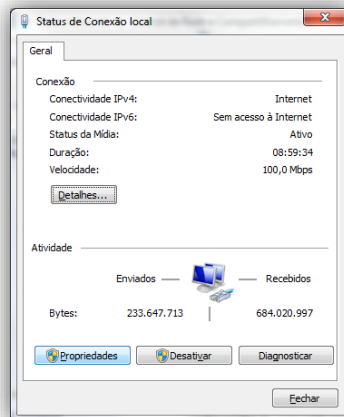 Status de Conexão local
Geral
Conexão
Conectividade IPv4: Internet
Conectividade IPv6: Sem acesso à Internet
Status da Mídia: Ativo
Duração: 08:59:34
Velocidade: 100,0 Mbps
Detalhes...
Atividade
Enviados — Recebidos
Bytes: 233.647.713 | 684.020.997
Propriedades Desativar Diagnosticar
Fechar